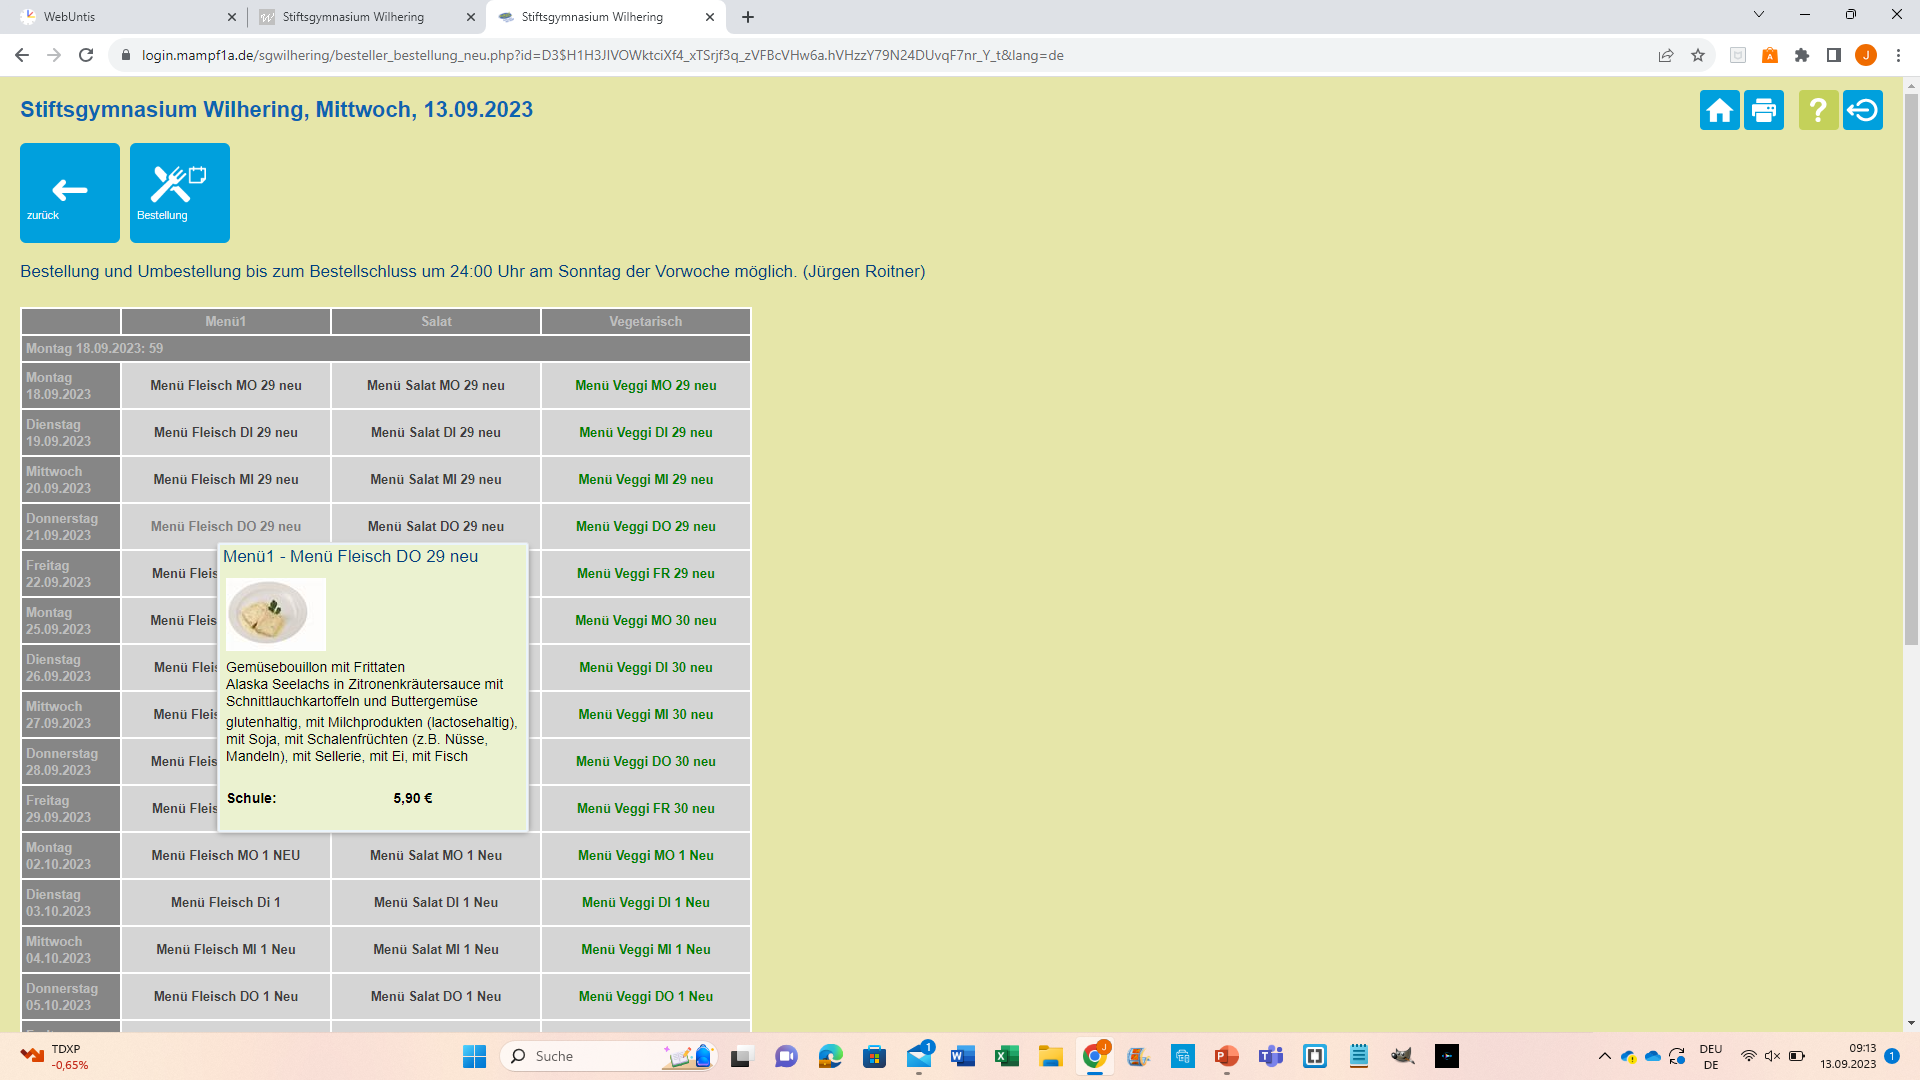 WebUntis
Stiftsgymnasium Wilhering
Stiftsgymnasium Wilhering
login.mampf1a.de/sgwilhering/besteller_bestellung_neu.php?id=D3$H1H3JIVOWktciXf4_xTSrjf3q_zVFBcVHw6a.hVHzzY79N24DUvqF7nr_Y_t&lang=de
J
Stiftsgymnasium Wilhering, Mittwoch, 13.09.2023
?
zurück
Bestellung
Bestellung und Umbestellung bis zum Bestellschluss um 24:00 Uhr am Sonntag der Vorwoche möglich. (Jürgen Roitner)
Menü1 Salat Vegetarisch
Montag 18.09.2023: 59
Montag 18.09.2023 Menü Fleisch MO 29 neu Menü Salat MO 29 neu Menü Veggi MO 29 neu
Dienstag 19.09.2023 Menü Fleisch DI 29 neu Menü Salat DI 29 neu Menü Veggi DI 29 neu
Mittwoch 20.09.2023 Menü Fleisch MI 29 neu Menü Salat MI 29 neu Menü Veggi MI 29 neu
Donnerstag 21.09.2023 Menü Fleisch DO 29 neu Menü Salat DO 29 neu Menü Veggi DO 29 neu
Freitag 22.09.2023 Menü Fleis Menü Veggi FR 29 neu
Montag 25.09.2023 Menü Fleis Menü Veggi MO 30 neu
Dienstag 26.09.2023 Menü Flei Menü Veggi DI 30 neu
Mittwoch 27.09.2023 Menü Fleis Menü Veggi MI 30 neu
Donnerstag 28.09.2023 Menü Fleis Menü Veggi DO 30 neu
Freitag 29.09.2023 Menü Fleis Menü Veggi FR 30 neu
Menü1 - Menü Fleisch DO 29 neu
Gemüsebouillon mit Frittaten
Alaska Seelachs in Zitronenkräutersauce mit
Schnittlauchkartoffeln und Buttergemüse
glutenhaltig, mit Milchprodukten (lactosehaltig),
mit Soja, mit Schalenfrüchten (z.B. Nüsse,
Mandeln), mit Sellerie, mit Ei, mit Fisch
Schule: 5,90 €
Montag 02.10.2023 Menü Fleisch MO 1 NEU Menü Salat MO 1 Neu Menü Veggi MO 1 Neu
Dienstag 03.10.2023 Menü Fleisch Di 1 Menü Salat DI 1 Neu Menü Veggi DI 1 Neu
Mittwoch 04.10.2023 Menü Fleisch MI 1 Neu Menü Salat MI 1 Neu Menü Veggi MI 1 Neu
Donnerstag 05.10.2023 Menü Fleisch DO 1 Neu Menü Salat DO 1 Neu Menü Veggi DO 1 Neu
TDXP
-0,65%
Suche
1
DEU
DE
09:13
13.09.2023
1